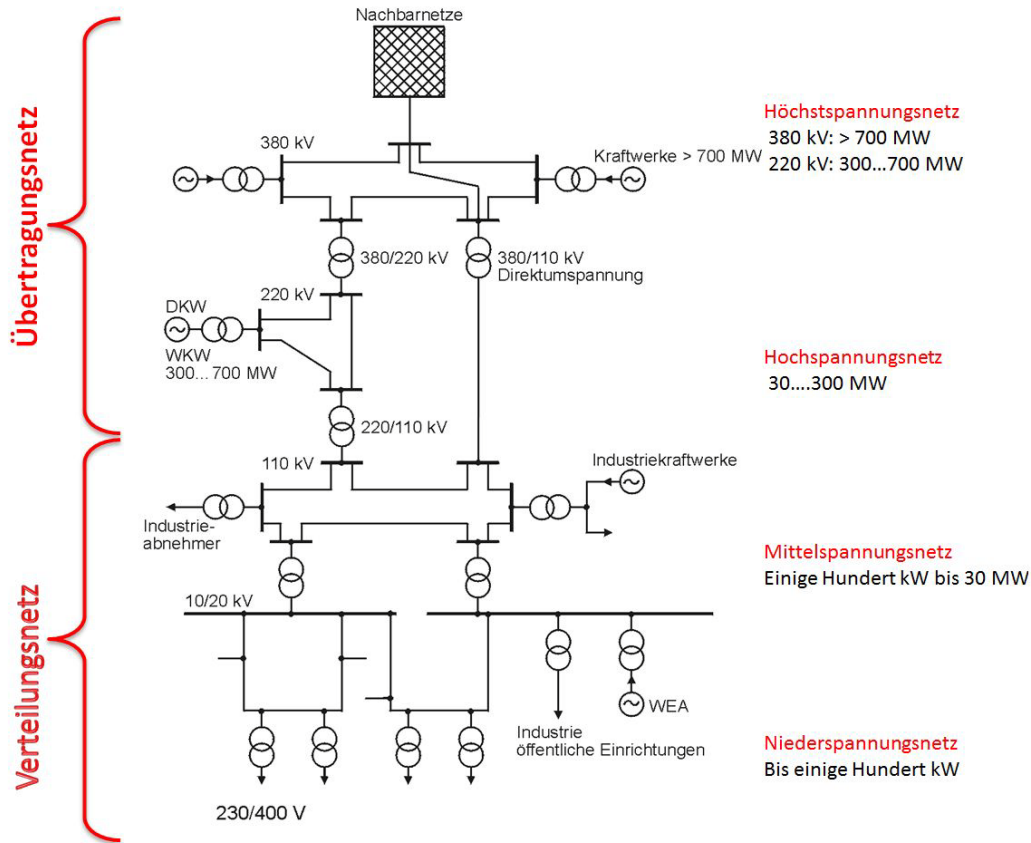 Nachbarnetze
Übertragungsnetz
Höchstspannungsnetz
380 kV: > 700 MW
220 kV: 300...700 MW
380 kV
Kraftwerke > 700 MW
380/220 kV
380/110 kV
Direktumspannung
220 kV
DKW
WKW
300... 700 MW
Hochspannungsnetz
30....300 MW
220/110 kV
Verteilungsnetz
110 kV
Industriekraftwerke
Industrie-
abnehmer
Mittelspannungsnetz
Einige Hundert kW bis 30 MW
10/20 kV
WEA
Industrie
öffentliche Einrichtungen
Niederspannungsnetz
Bis einige Hundert kW
230/400 V